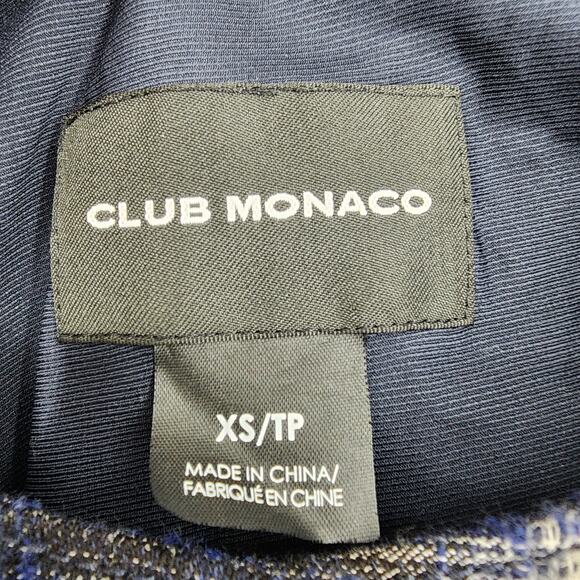 CLUB MONACO
XS/TP
MADE IN CHINA/
FABRIQUÉ EN CHINE